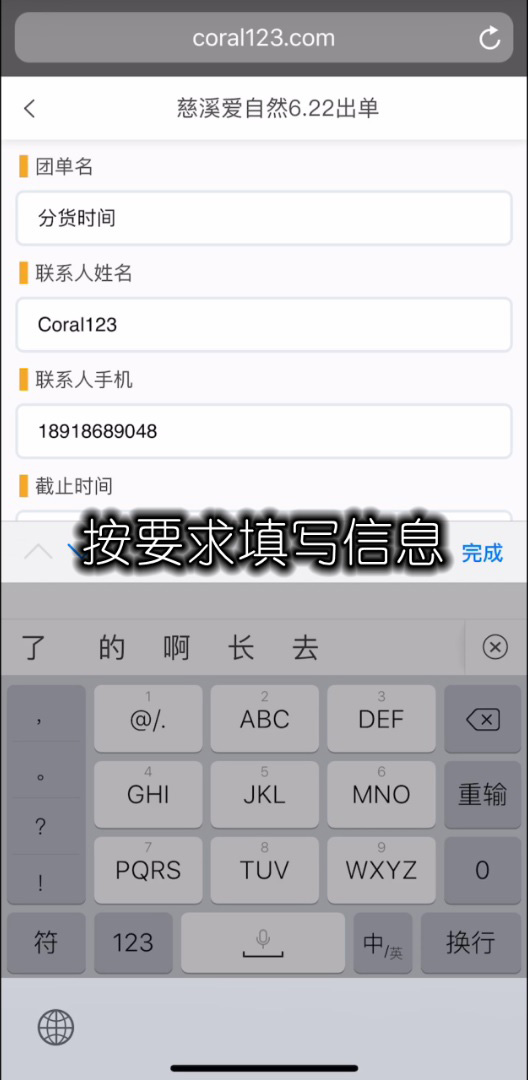 coral123.com
慈溪爱自然6.22出单
团单名
分货时间
联系人姓名
Coral123
联系人手机
18918689048
截止时间
按要求填写信息
完成
了 的 啊 长 去
， 1 @/. 2 ABC 3 DEF
。 4 GHI 5 JKL 6 MNO 重输
? 7 PQRS 8 TUV 9 WXYZ 0
!
符 123 中/英 换行